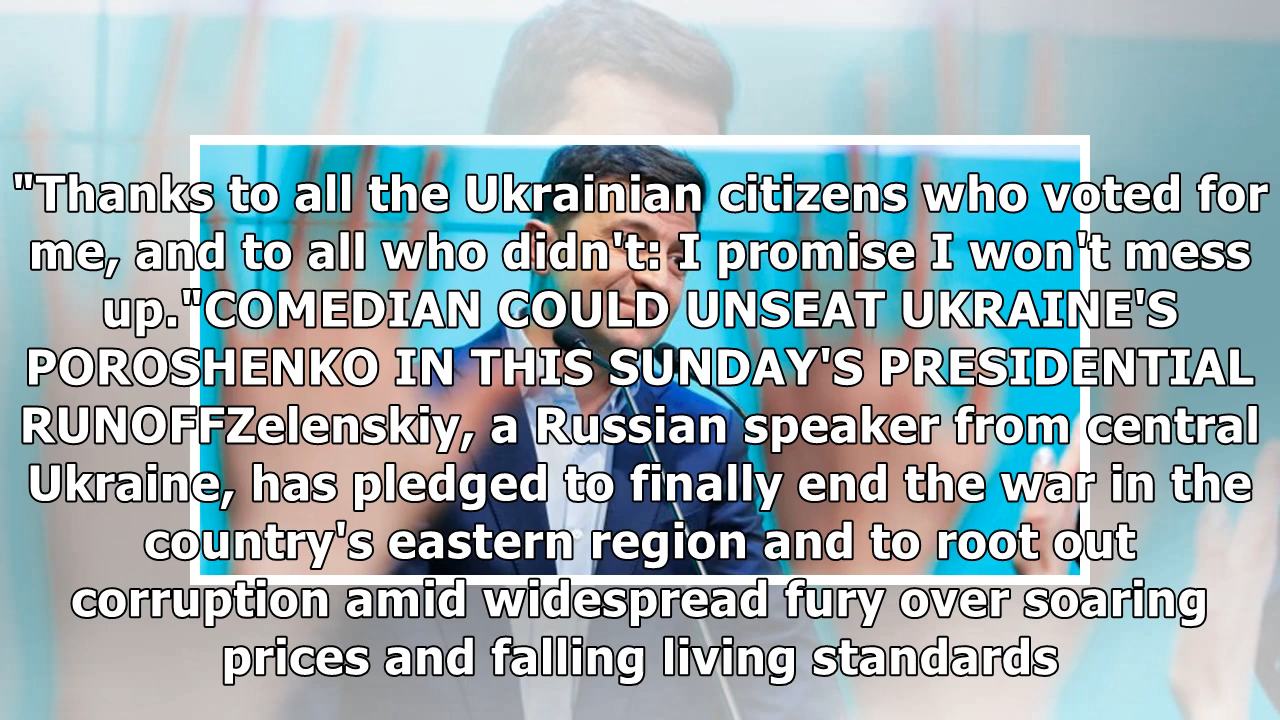 "Thanks to all the Ukrainian citizens who voted for
me, and to all who didn't: I promise I won't mess
up."COMEDIAN COULD UNSEAT UKRAINE'S
POROSHENKO IN THIS SUNDAY'S PRESIDENTIAL
RUNOFFZelenskiy, a Russian speaker from central
Ukraine, has pledged to finally end the war in the
country's eastern region and to root out
corruption amid widespread fury over soaring
prices and falling living standards